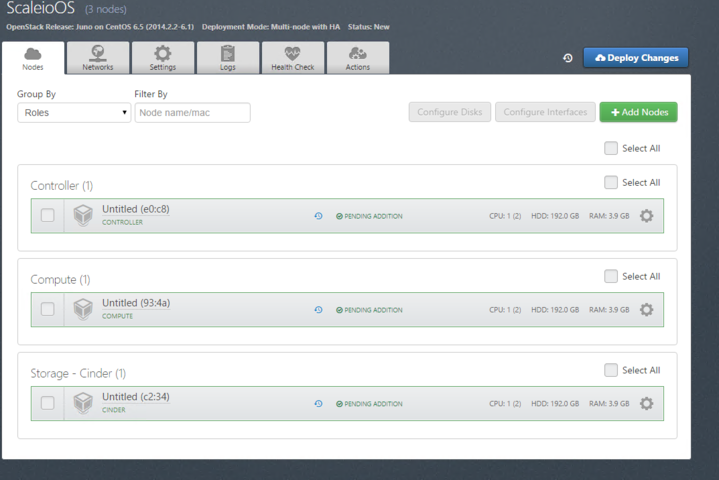 ScaleioOS (3 nodes)
OpenStack Release: Juno on CentOS 6.5 (2014.2.2-6.1) Deployment Mode: Multi-node with HA Status: New
Nodes Networks Settings Logs Health Check Actions Deploy Changes
Group By Filter By
Roles Node name/mac Configure Disks Configure Interfaces Add Nodes
Select All
Controller (1) Select All
Untitled (e0:c8) PENDING ADDITION CPU: 1 (2) HDD: 192.0 GB RAM: 3.9 GB
CONTROLLER
Compute (1) Select All
Untitled (93:4a) PENDING ADDITION CPU: 1 (2) HDD: 192.0 GB RAM: 3.9 GB
COMPUTE
Storage - Cinder (1) Select All
Untitled (c2:34) PENDING ADDITION CPU: 1 (2) HDD: 192.0 GB RAM: 3.9 GB
CINDER